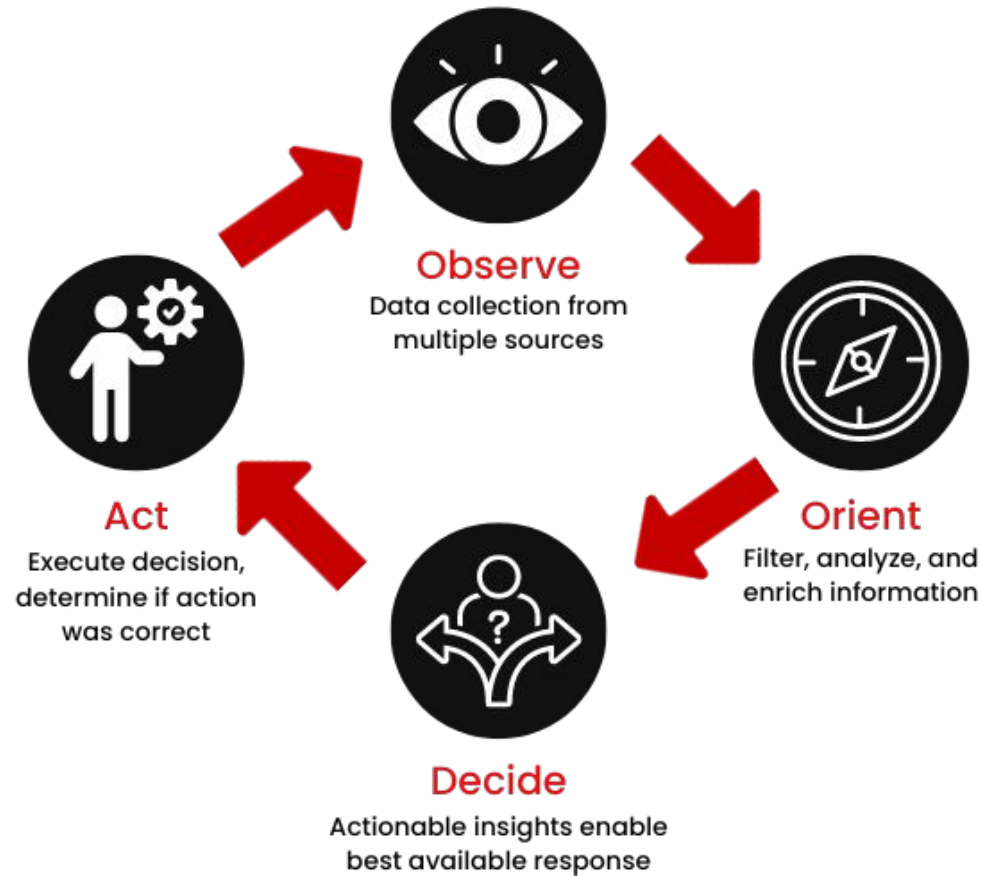 Observe
Data collection from
multiple sources
Orient
Filter, analyze, and
enrich information
Decide
Actionable insights enable
best available response
Act
Execute decision,
determine if action
was correct
?